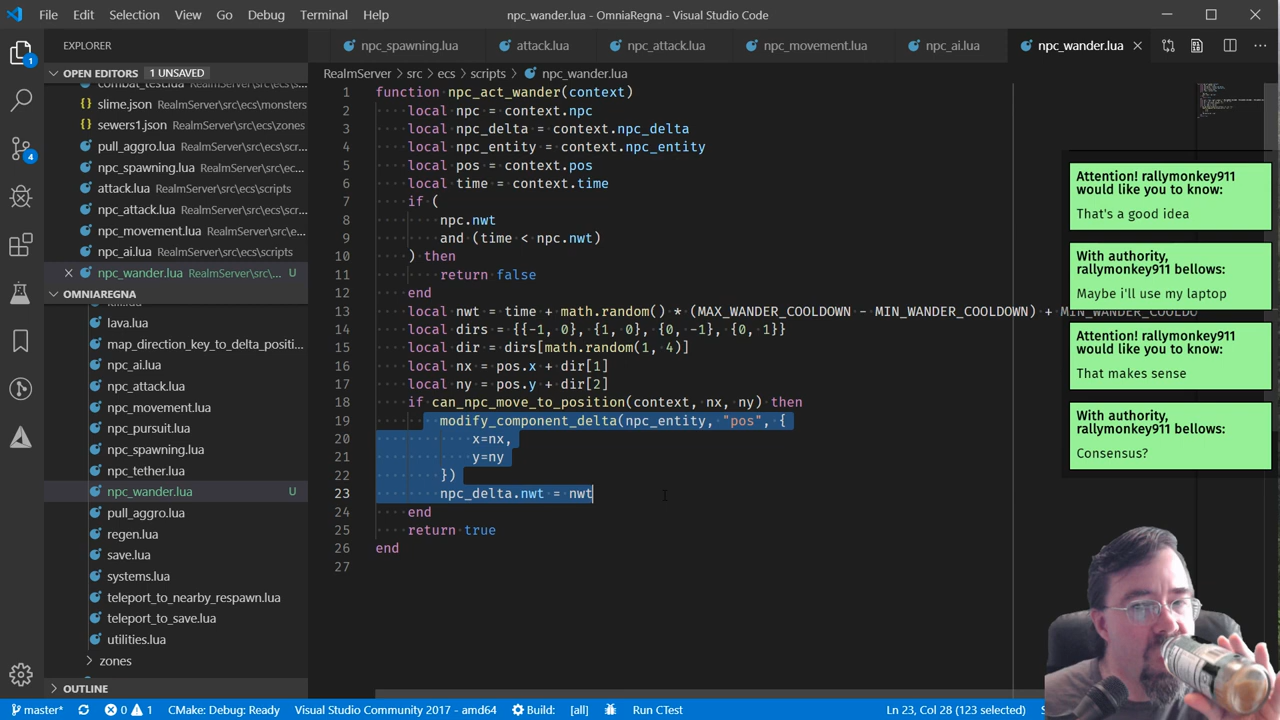 File Edit Selection View Go Debug Terminal Help
npc_wander.lua - OmniaRegna - Visual Studio Code
EXPLORER
npc_spawning.lua attack.lua npc_attack.lua npc_movement.lua npc_ai.lua npc_wander.lua
OPEN EDITORS 1 UNSAVED
RealmServer > src > ecs > scripts > npc_wander.lua
combat_test.lua
slime.json RealmServer\src\ecs\monsters
sewers1.json RealmServer\src\ecs\zones
pull_aggro.lua RealmServer\src\ecs\scr...
npc_spawning.lua RealmServer\src\ec...
attack.lua RealmServer\src\ecs\scripts
npc_attack.lua RealmServer\src\ecs\scr...
npc_movement.lua RealmServer\src\e...
npc_ai.lua RealmServer\src\ecs\scripts
npc_wander.lua RealmServer\src\... U
OMNIAREGNA
lava.lua
map_direction_key_to_delta_positi...
npc_ai.lua
npc_attack.lua
npc_movement.lua
npc_pursuit.lua
npc_spawning.lua
npc_tether.lua
npc_wander.lua U
pull_aggro.lua
regen.lua
save.lua
systems.lua
teleport_to_nearby_respawn.lua
teleport_to_save.lua
utilities.lua
zones
OUTLINE
1
4
1 function npc_act_wander(context)
2 local npc = context.npc
3 local npc_delta = context.npc_delta
4 local npc_entity = context.npc_entity
5 local pos = context.pos
6 local time = context.time
7 if (
8 npc.nwt
9 and (time < npc.nwt)
10 ) then
11 return false
12 end
13 local nwt = time + math.random() * (MAX_WANDER_COOLDOWN - MIN_WANDER_COOLDOWN) + MIN_WANDER_COOLDO
14 local dirs = {{-1, 0}, {1, 0}, {0, -1}, {0, 1}}
15 local dir = dirs[math.random(1, 4)]
16 local nx = pos.x + dir[1]
17 local ny = pos.y + dir[2]
18 if can_npc_move_to_position(context, nx, ny) then
19 modify_component_delta(npc_entity, "pos", {
20 x=nx,
21 y=ny
22 })
23 npc_delta.nwt = nwt
24 end
25 return true
26 end
27
Attention! rallymonkey911
would like you to know:
That's a good idea
With authority,
rallymonkey911 bellows:
Maybe i'll use my laptop
Attention! rallymonkey911
would like you to know:
That makes sense
With authority,
rallymonkey911 bellows:
Consensus?
master* 0 1 CMake: Debug: Ready Visual Studio Community 2017 - amd64 Build: [all] Run CTest Ln 23, Col 28 (123 selected)